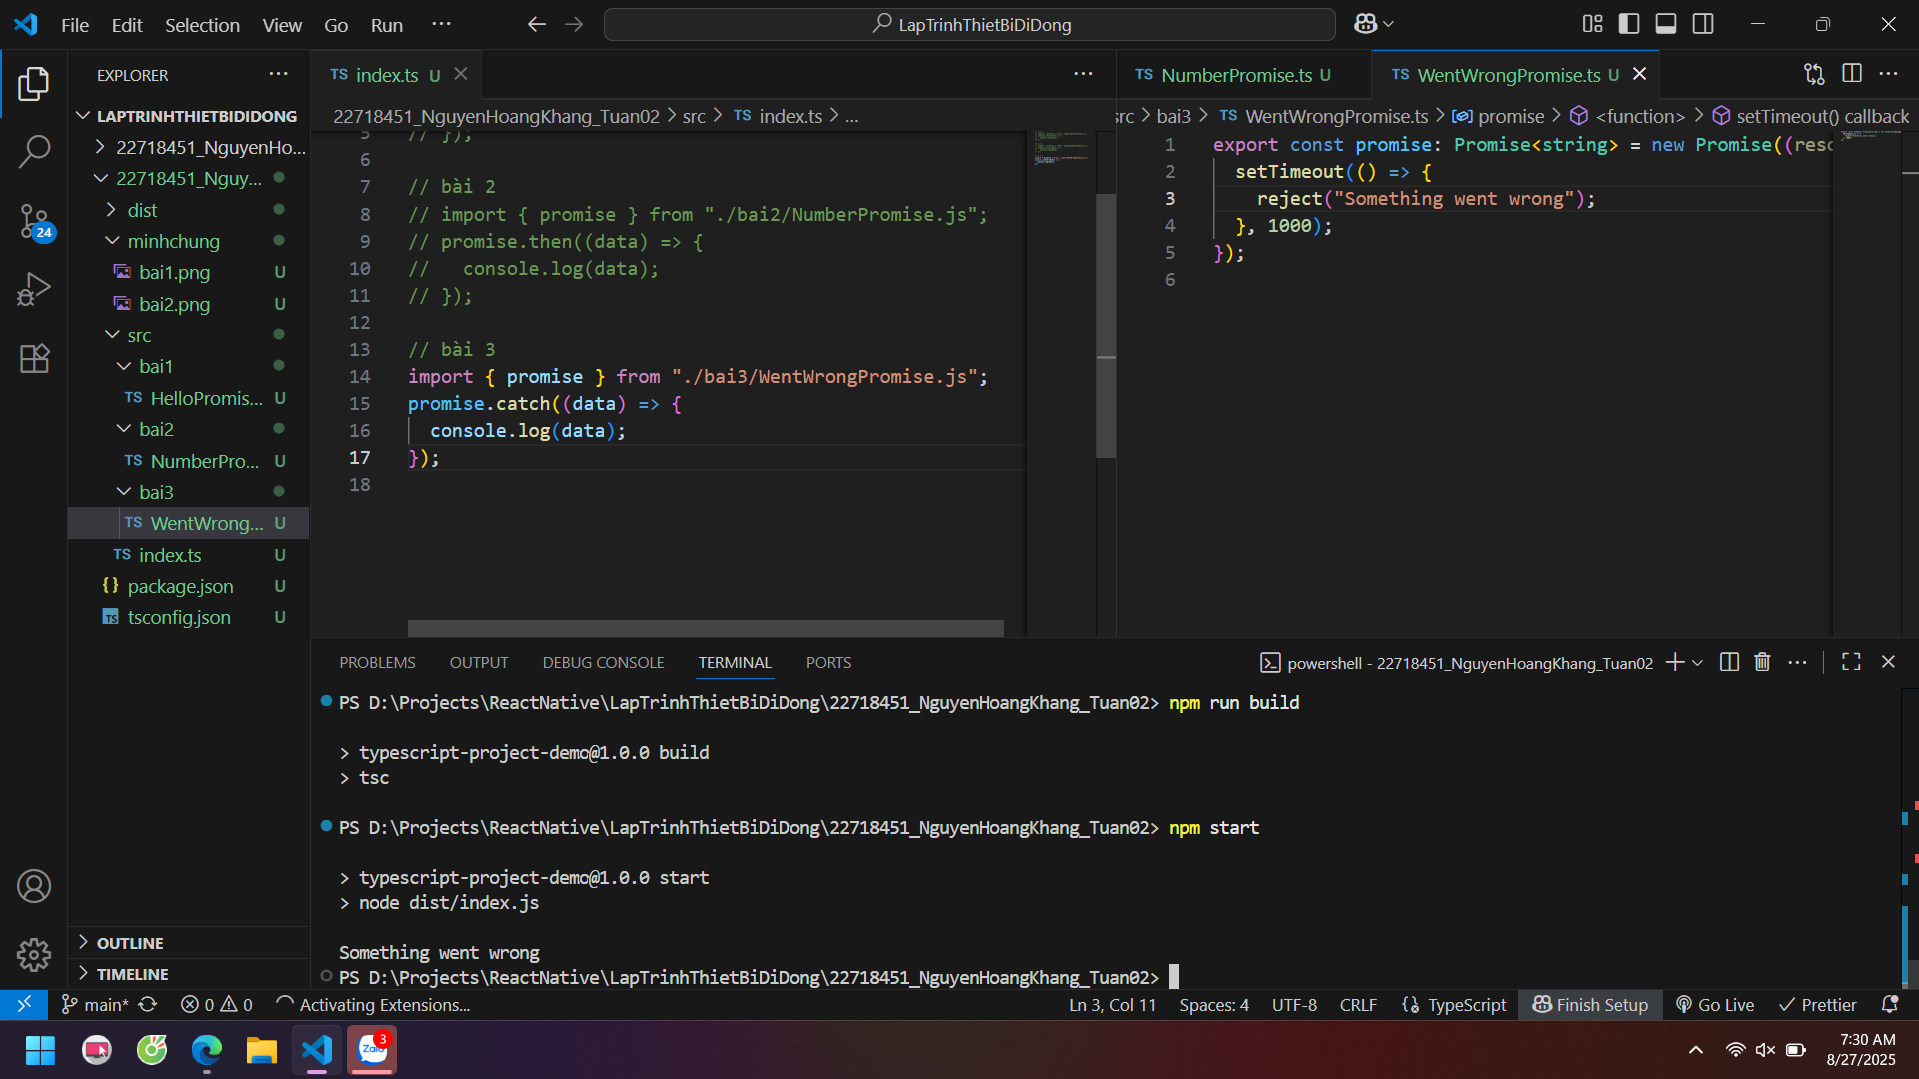 File Edit Selection View Go Run ···
LapTrinhThietBiDiDong
EXPLORER ···
LAPTRINHTHIETBIDIDONG
22718451_NguyenHo...
22718451_Nguy...
dist
minhchung
bai1.png U
bai2.png U
src
bai1
TS HelloPromis... U
bai2
TS NumberPro... U
bai3
TS WentWrong... U
TS index.ts U
{} package.json U
TS tsconfig.json U
OUTLINE
TIMELINE
24
TS index.ts U
22718451_NguyenHoangKhang_Tuan02 > src > TS index.ts > ...
5 // });
6
7 // bài 2
8 // import { promise } from "./bai2/NumberPromise.js";
9 // promise.then((data) => {
10 //   console.log(data);
11 // });
12
13 // bài 3
14 import { promise } from "./bai3/WentWrongPromise.js";
15 promise.catch((data) => {
16   console.log(data);
17 });
18
TS NumberPromise.ts U TS WentWrongPromise.ts U
src > bai3 > TS WentWrongPromise.ts > promise > <function> > setTimeout() callback
1 export const promise: Promise<string> = new Promise((reso
2   setTimeout(() => {
3     reject("Something went wrong");
4   }, 1000);
5 });
6
PROBLEMS OUTPUT DEBUG CONSOLE TERMINAL PORTS
powershell - 22718451_NguyenHoangKhang_Tuan02
PS D:\Projects\ReactNative\LapTrinhThietBiDiDong\22718451_NguyenHoangKhang_Tuan02> npm run build
> typescript-project-demo@1.0.0 build
> tsc
PS D:\Projects\ReactNative\LapTrinhThietBiDiDong\22718451_NguyenHoangKhang_Tuan02> npm start
> typescript-project-demo@1.0.0 start
> node dist/index.js
Something went wrong
PS D:\Projects\ReactNative\LapTrinhThietBiDiDong\22718451_NguyenHoangKhang_Tuan02>
main* 0 0 Activating Extensions... Ln 3, Col 11 Spaces: 4 UTF-8 CRLF {} TypeScript Finish Setup Go Live Prettier
Zalo 3
7:30 AM
8/27/2025